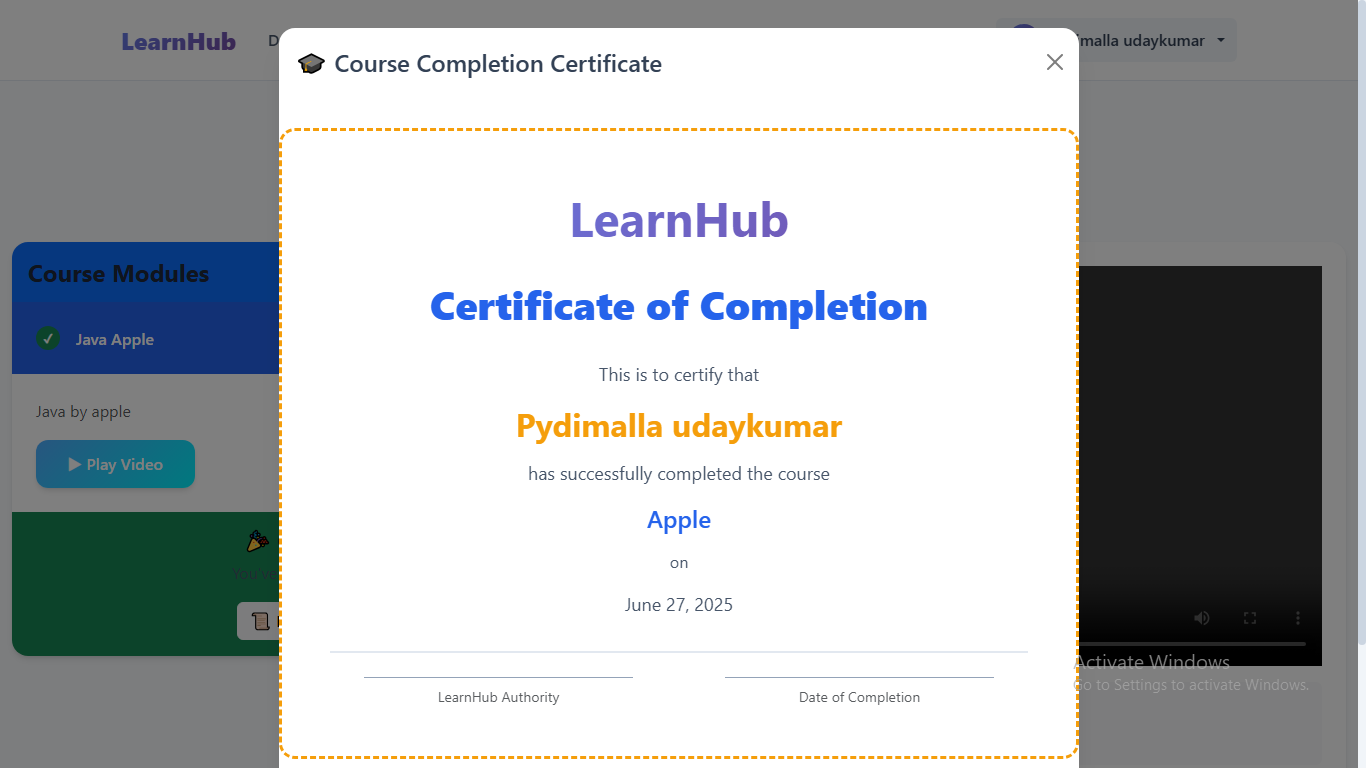 LearnHub
malla udaykumar
Course Completion Certificate
LearnHub
Certificate of Completion
This is to certify that
Pydimalla udaykumar
has successfully completed the course
Apple
on
June 27, 2025
LearnHub Authority
Date of Completion
Course Modules
Java Apple
Java by apple
Play Video
Activate Windows
Go to Settings to activate Windows.